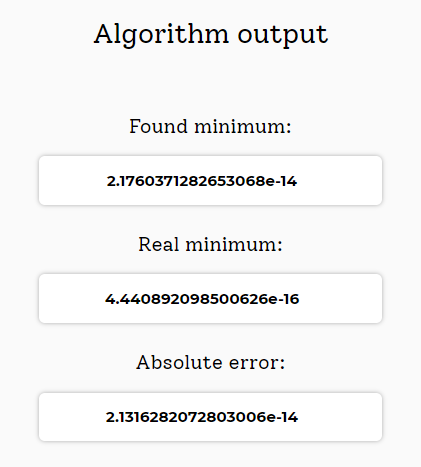 Algorithm output
Found minimum:
2.1760371282653068e-14
Real minimum:
4.440892098500626e-16
Absolute error:
2.1316282072803006e-14